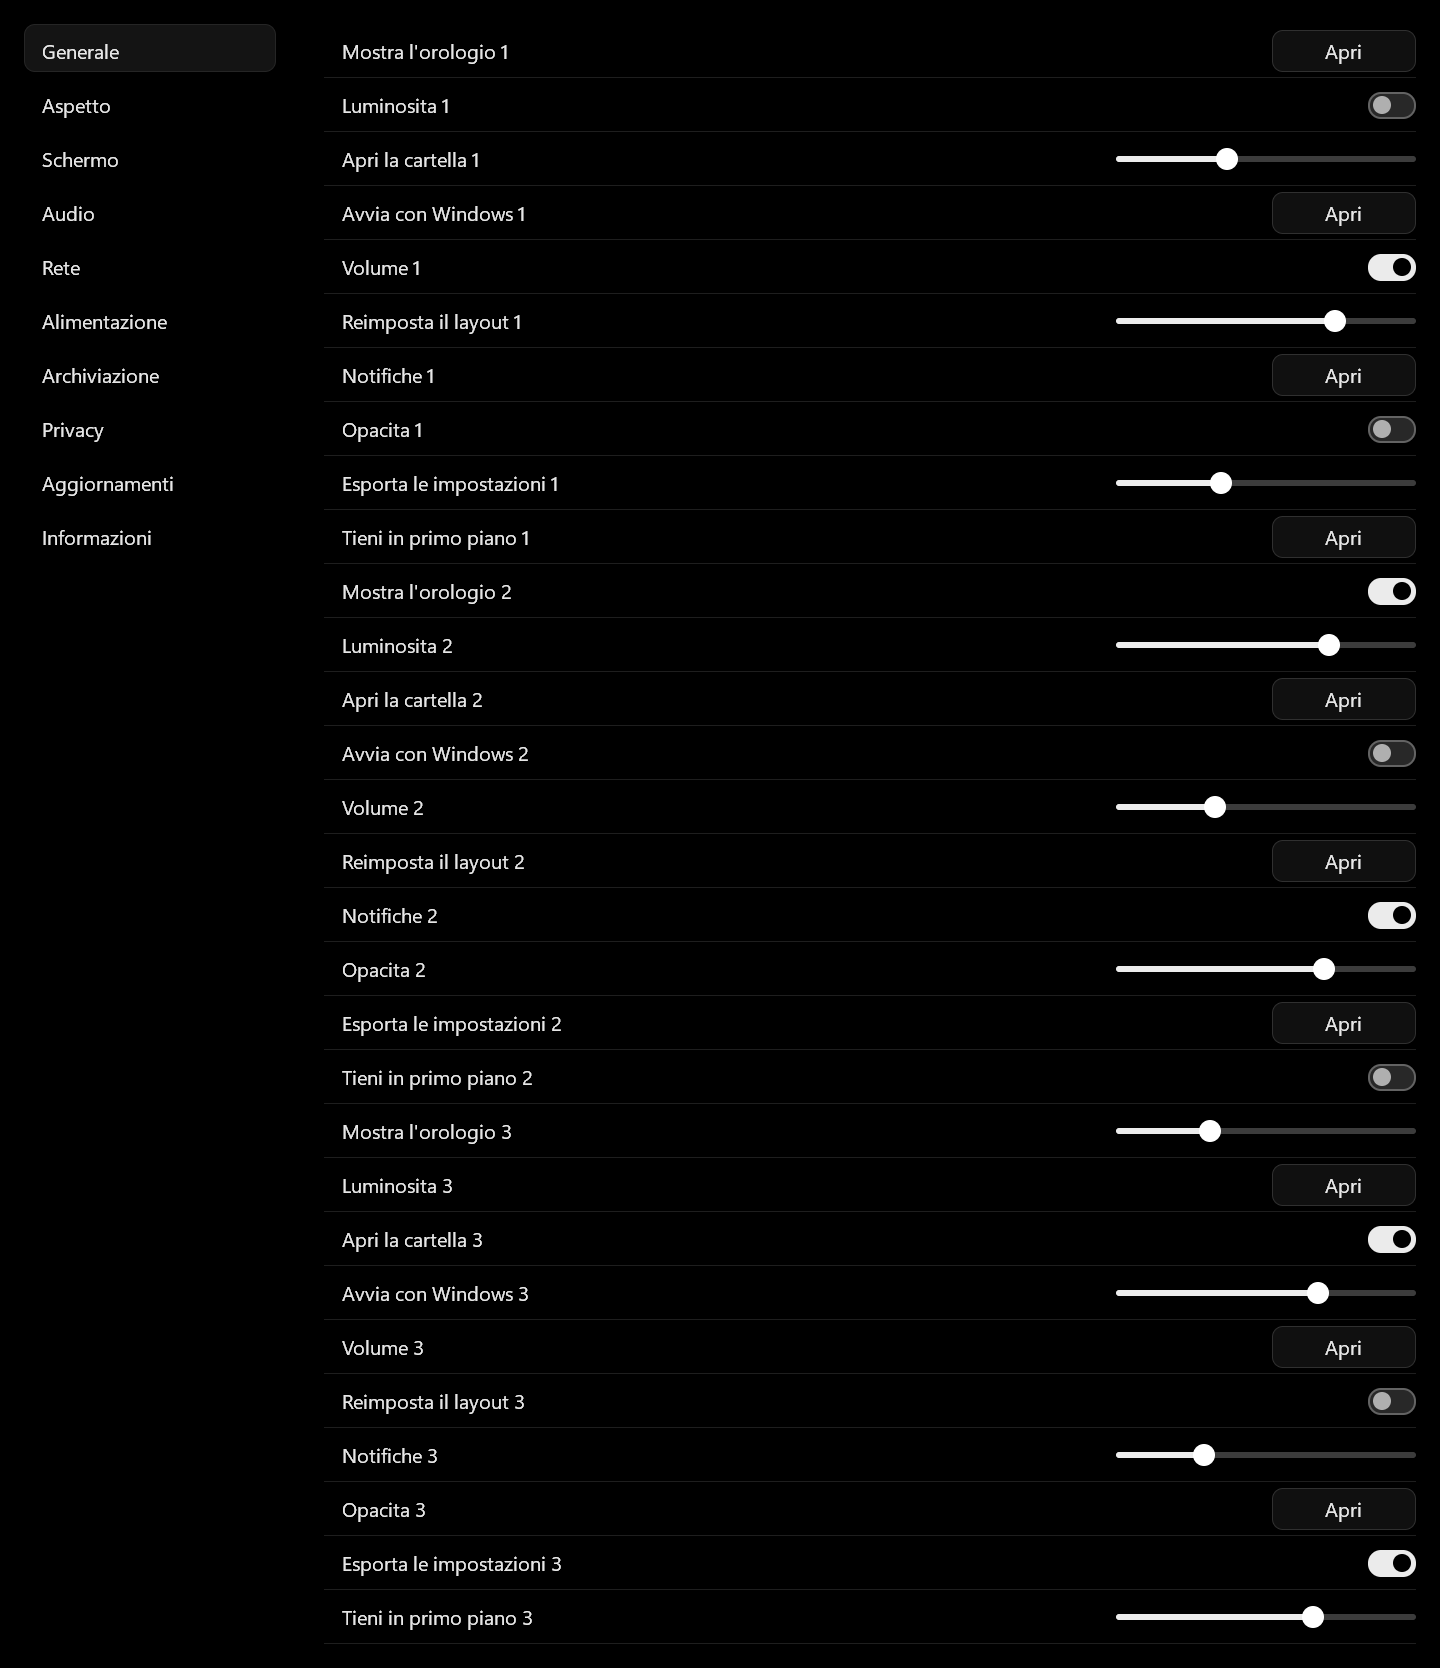 Generale
Aspetto
Schermo
Audio
Rete
Alimentazione
Archiviazione
Privacy
Aggiornamenti
Informazioni
Mostra l'orologio 1 Apri
Luminosita 1
Apri la cartella 1
Avvia con Windows 1 Apri
Volume 1
Reimposta il layout 1
Notifiche 1 Apri
Opacita 1
Esporta le impostazioni 1
Tieni in primo piano 1 Apri
Mostra l'orologio 2
Luminosita 2
Apri la cartella 2 Apri
Avvia con Windows 2
Volume 2
Reimposta il layout 2 Apri
Notifiche 2
Opacita 2
Esporta le impostazioni 2 Apri
Tieni in primo piano 2
Mostra l'orologio 3
Luminosita 3 Apri
Apri la cartella 3
Avvia con Windows 3
Volume 3 Apri
Reimposta il layout 3
Notifiche 3
Opacita 3 Apri
Esporta le impostazioni 3
Tieni in primo piano 3